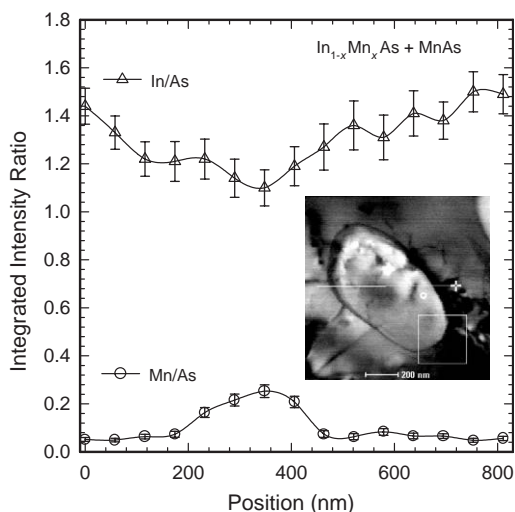 1.8
1.6
1.4
1.2
1.0
0.8
0.6
0.4
0.2
0.0
Integrated Intensity Ratio
In₁₋ₓMnₓAs + MnAs
In/As
Mn/As
200 nm
0 200 400 600 800
Position (nm)